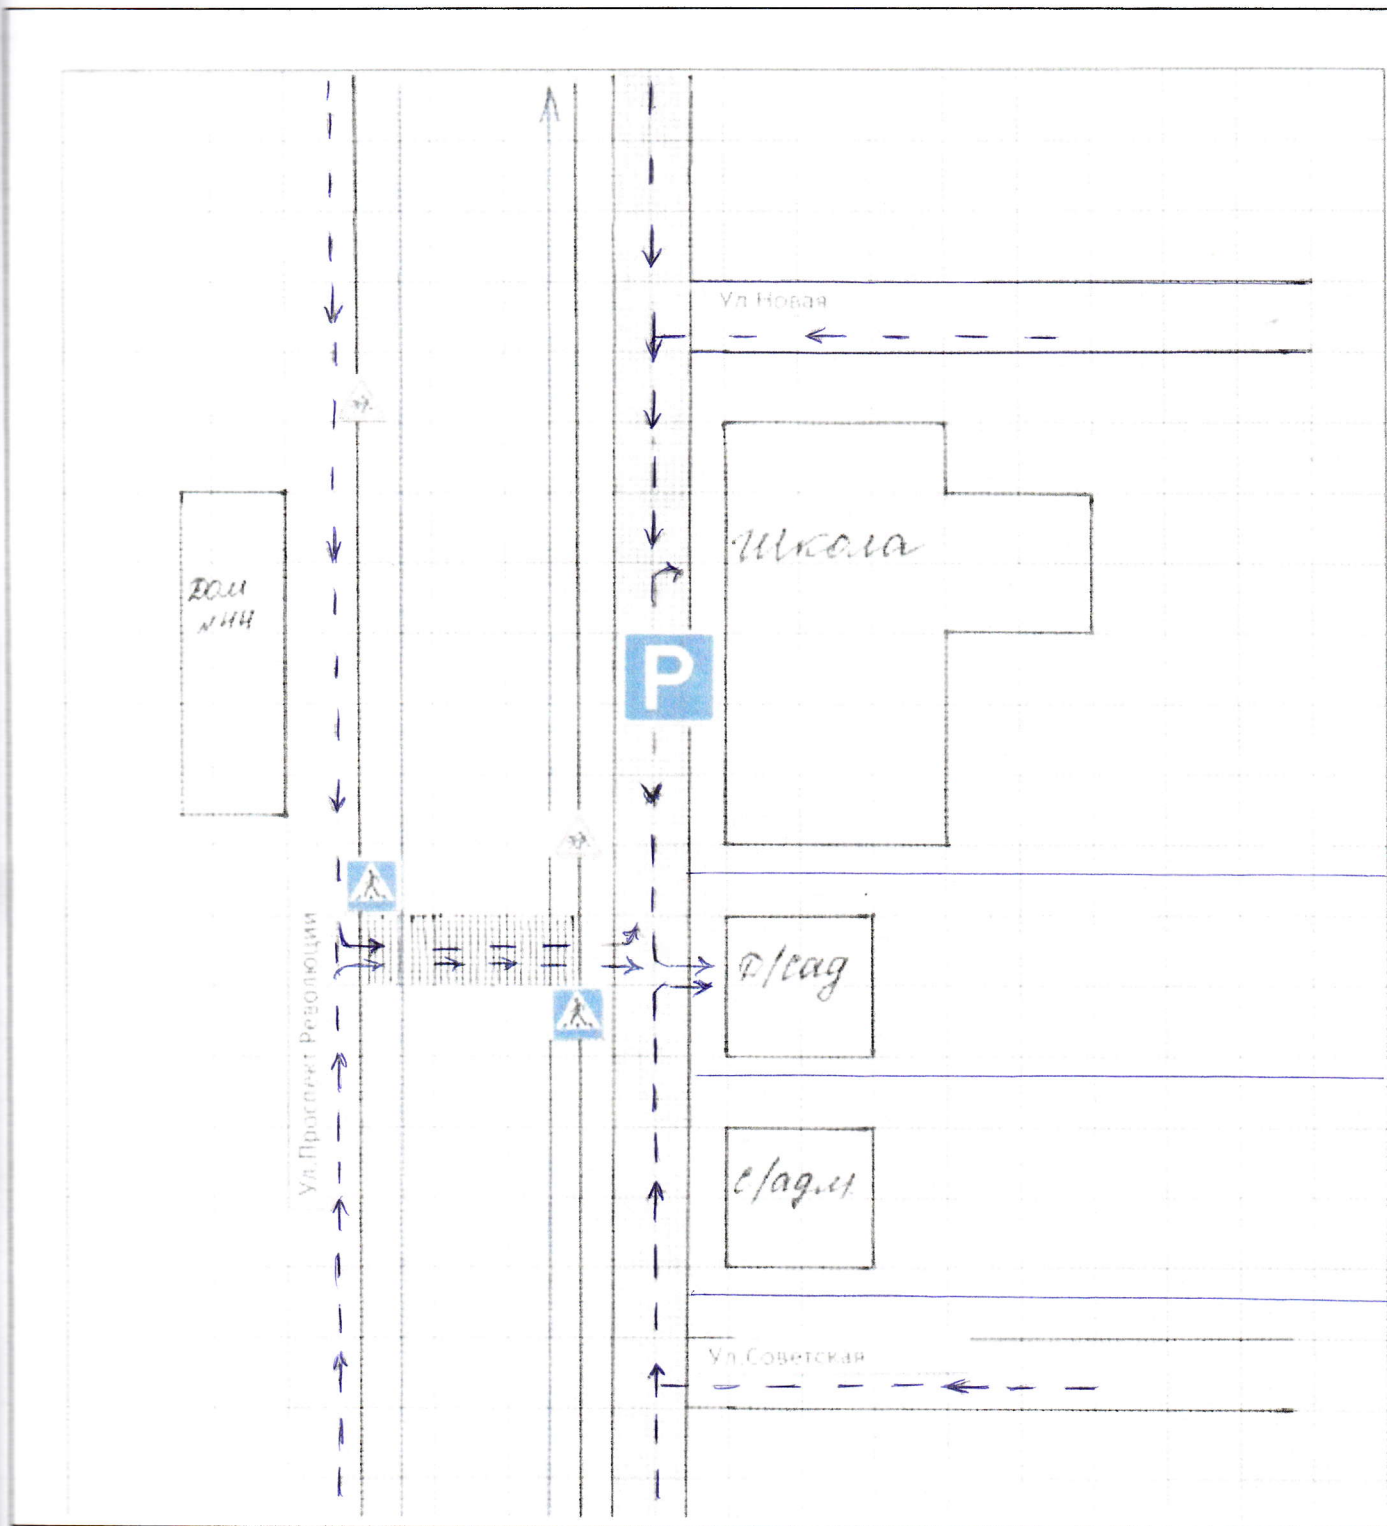 Ул.Новая
Школа
Дом
№44
P
Ул.Проспект Революции
Д/сад
с/адм
Ул.Советская